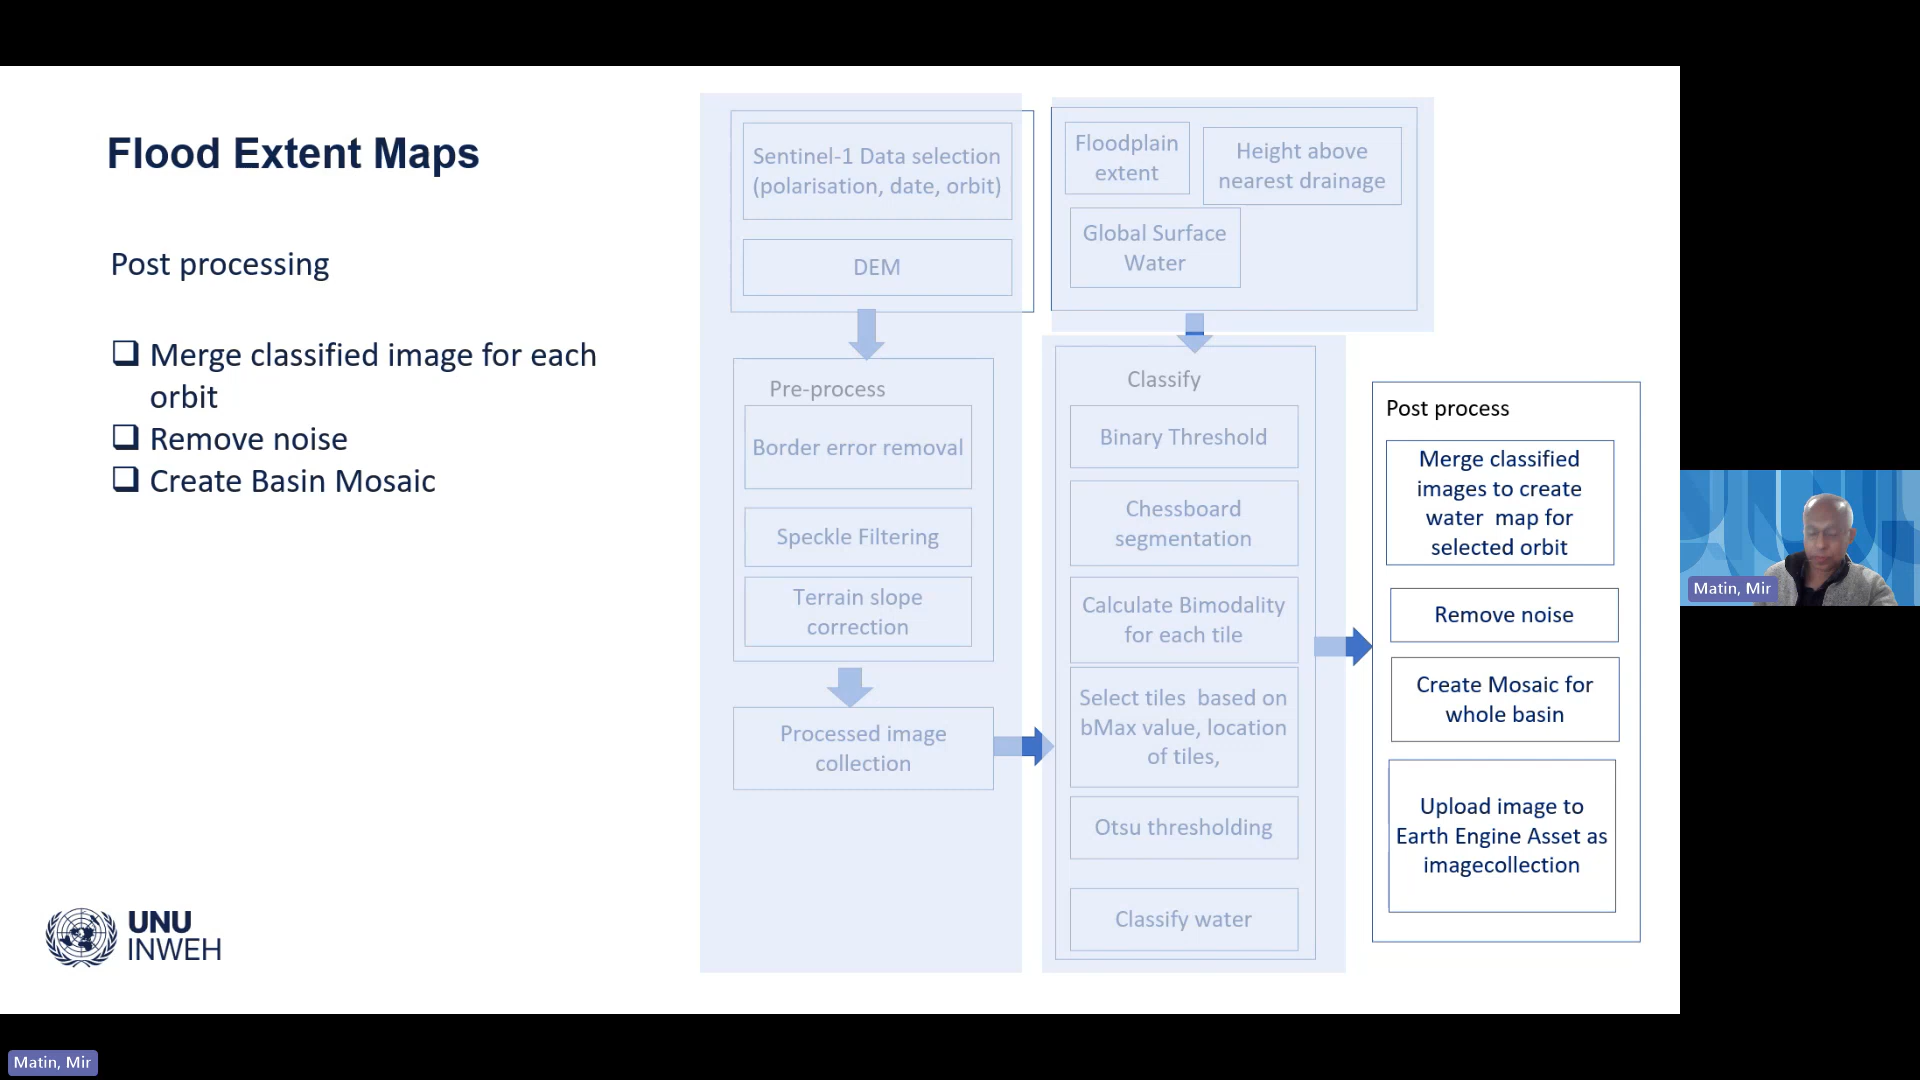 Flood Extent Maps
Post processing
❑ Merge classified image for each
orbit
❑ Remove noise
❑ Create Basin Mosaic
UNU
INWEH
Sentinel-1 Data selection
(polarisation, date, orbit)
DEM
Pre-process
Border error removal
Speckle Filtering
Terrain slope
correction
Processed image
collection
Floodplain
extent
Height above
nearest drainage
Global Surface
Water
Classify
Binary Threshold
Chessboard
segmentation
Calculate Bimodality
for each tile
Select tiles based on
bMax value, location
of tiles,
Otsu thresholding
Classify water
Post process
Merge classified
images to create
water map for
selected orbit
Remove noise
Create Mosaic for
whole basin
Upload image to
Earth Engine Asset as
imagecollection
Matin, Mir
Matin, Mir